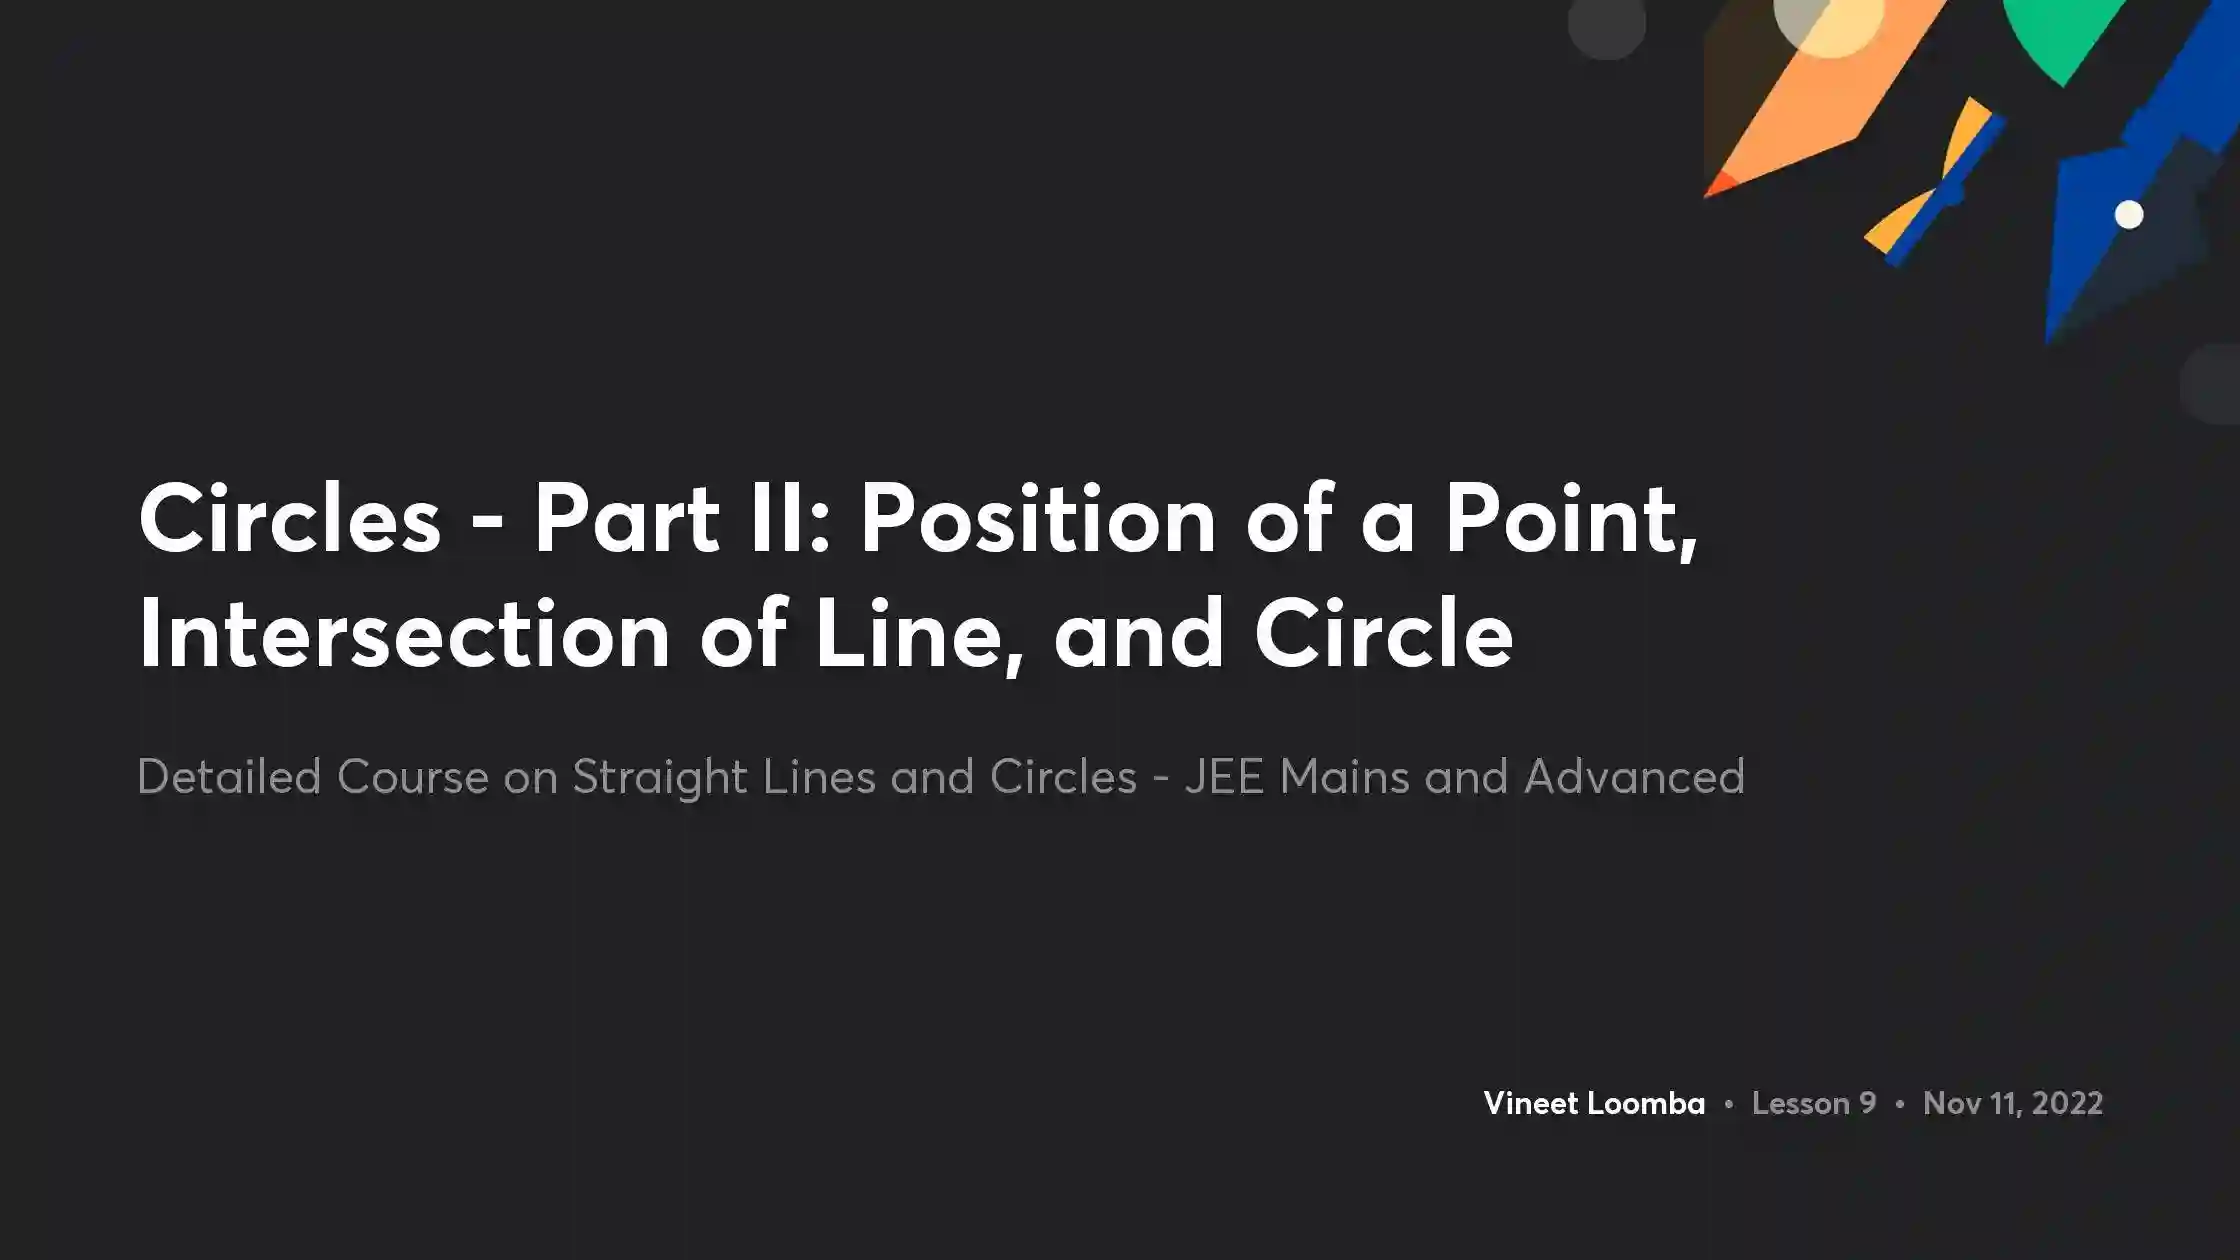 Circles - Part II: Position of a Point,
Intersection of Line, and Circle
Detailed Course on Straight Lines and Circles - JEE Mains and Advanced
Vineet Loomba • Lesson 9 • Nov 11, 2022